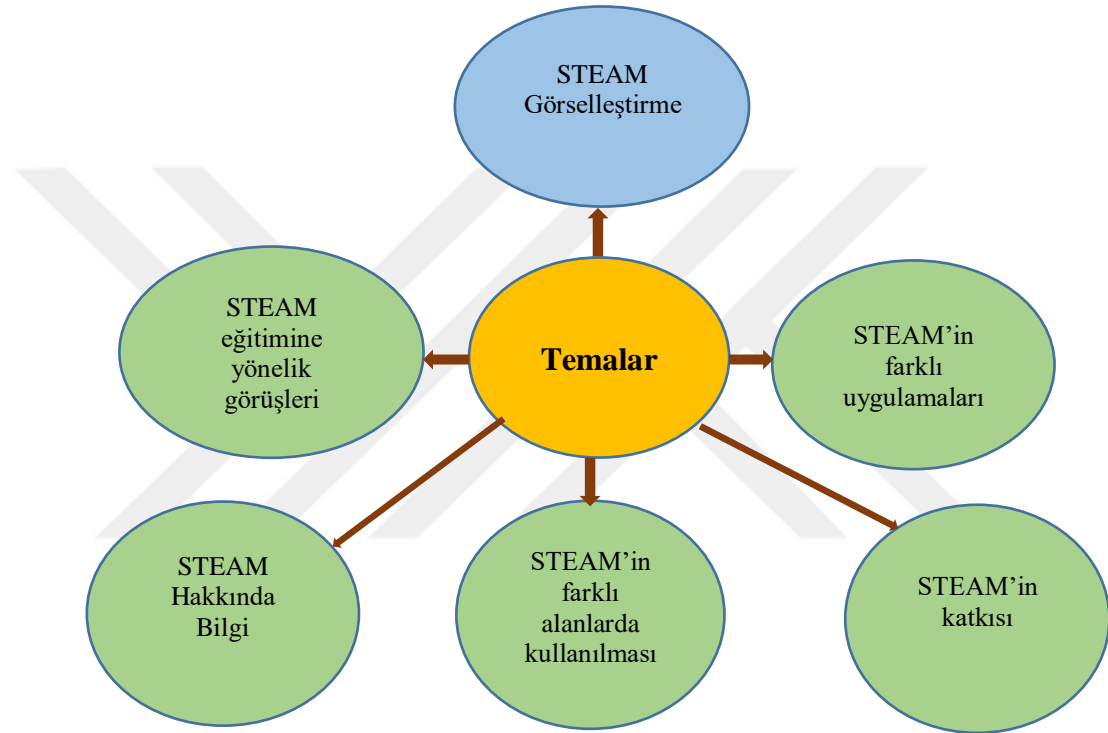 STEAM
Görselleştirme
STEAM
eğitimine
yönelik
görüşleri
Temalar
STEAM’in
farklı
uygulamaları
STEAM
Hakkında
Bilgi
STEAM’in
farklı
alanlarda
kullanılması
STEAM’in
katkısı